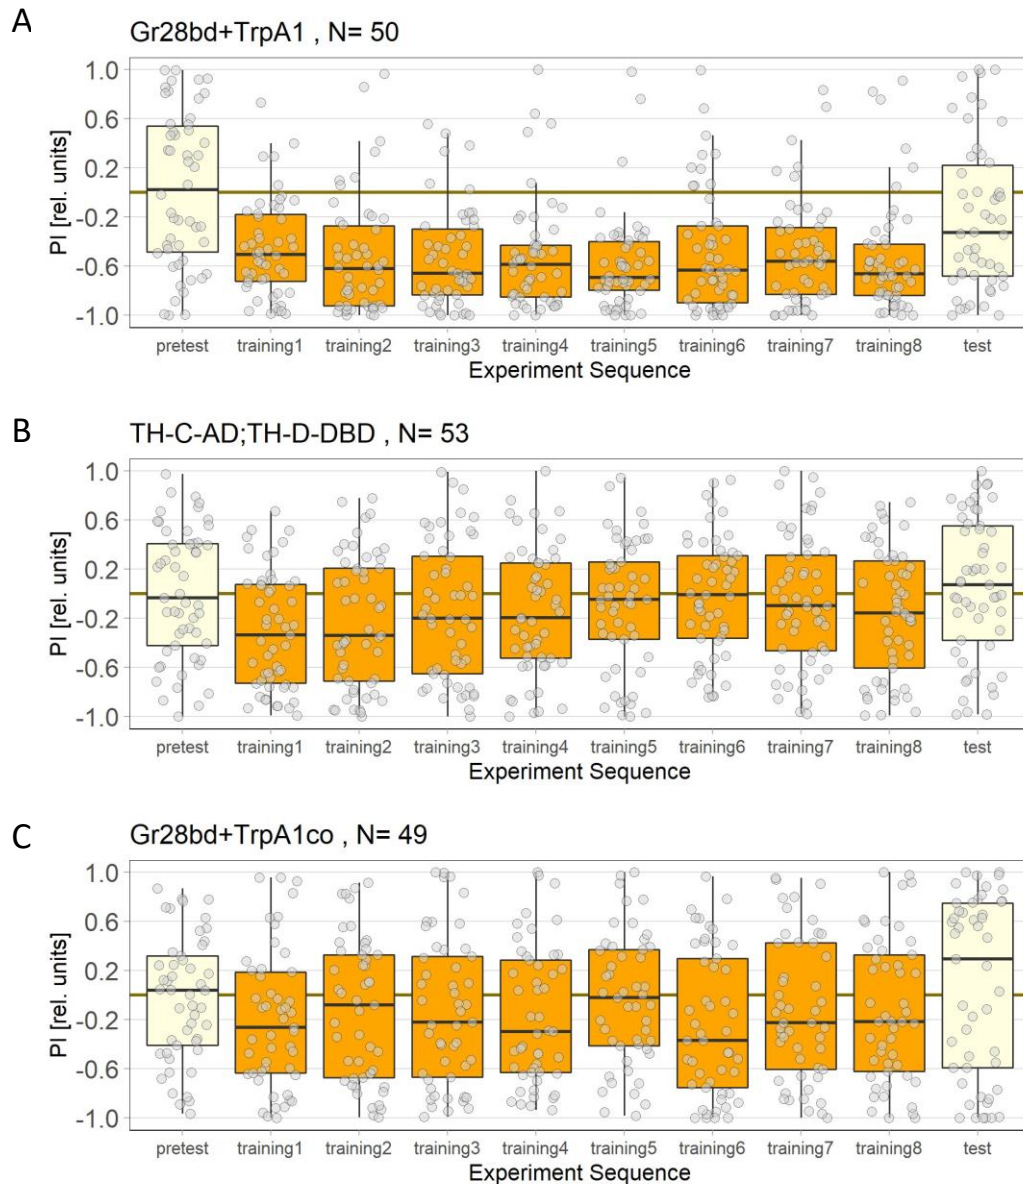 A
Gr28bd+TrpA1 , N= 50
PI [rel. units]
1.0
0.6
0.2
-0.2
-0.6
-1.0
pretest training1 training2 training3 training4 training5 training6 training7 training8 test
Experiment Sequence
B
TH-C-AD;TH-D-DBD , N= 53
PI [rel. units]
1.0
0.6
0.2
-0.2
-0.6
-1.0
pretest training1 training2 training3 training4 training5 training6 training7 training8 test
Experiment Sequence
C
Gr28bd+TrpA1co , N= 49
PI [rel. units]
1.0
0.6
0.2
-0.2
-0.6
-1.0
pretest training1 training2 training3 training4 training5 training6 training7 training8 test
Experiment Sequence